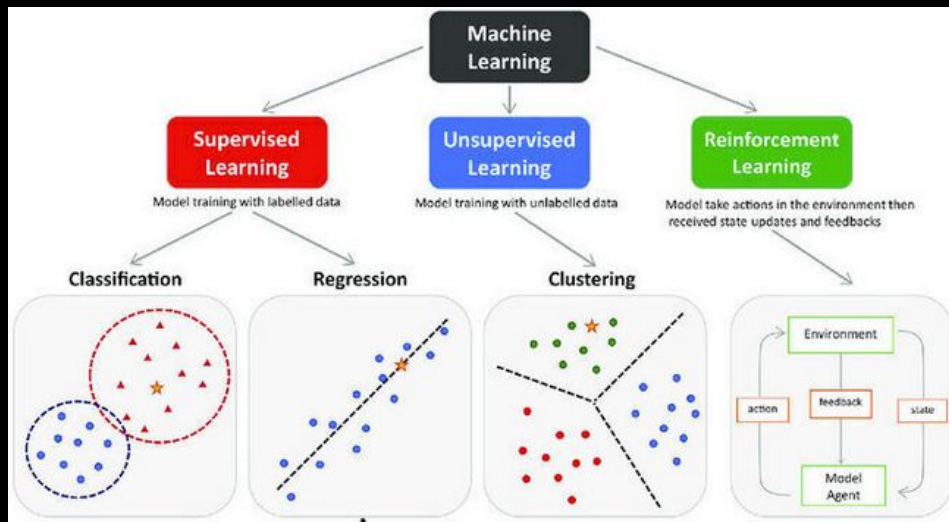 Machine
Learning
Supervised
Learning
Unsupervised
Learning
Reinforcement
Learning
Model training with labelled data
Model training with unlabelled data
Model take actions in the environment then
received state updates and feedbacks
Classification
Regression
Clustering
Environment
action
feedback
state
Model
Agent